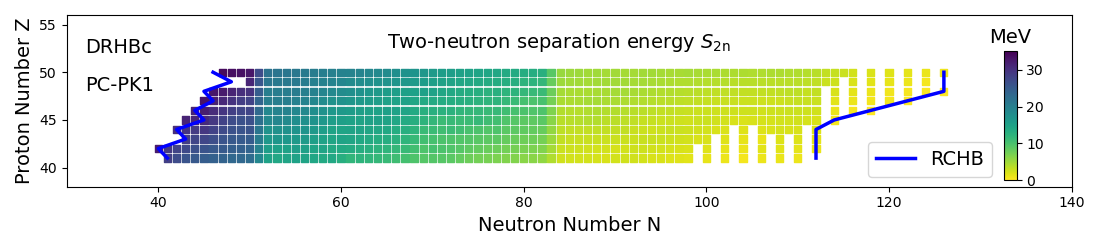 Two-neutron separation energy S2n
DRHBc
PC-PK1
MeV
30
20
10
0
RCHB
Proton Number Z
55
50
45
40
40 60 80 100 120 140
Neutron Number N